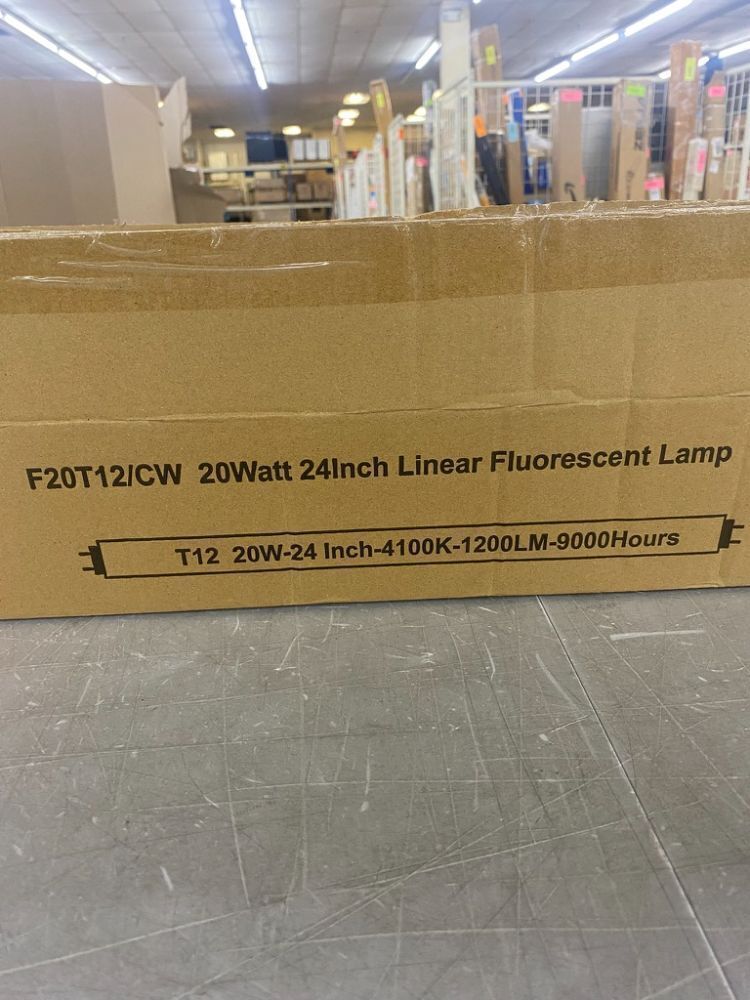 F20T12/CW 20Watt 24Inch Linear Fluorescent Lamp
T12 20W-24 Inch-4100K-1200LM-9000Hours